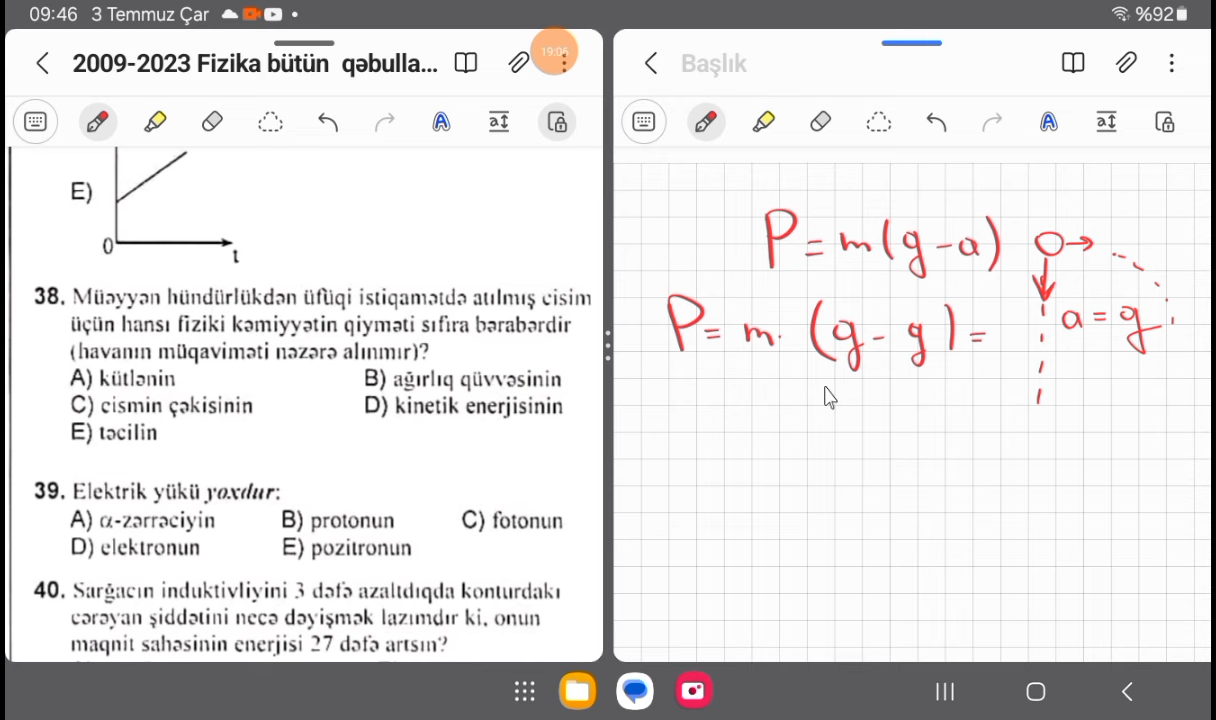 09:46 3 Temmuz Çar
%92
2009-2023 Fizika bütün qəbulla...
19:06
Başlık
E)
0
t
38. Müəyyən hündürlükdən üfüqi istiqamətdə atılmış cisim
üçün hansı fiziki kəmiyyətin qiyməti sıfıra bərabərdir
(havanın müqaviməti nəzərə alınmır)?
A) kütlənin B) ağırlıq qüvvəsinin
C) cismin çəkisinin D) kinetik enerjisinin
E) təcilin
39. Elektrik yükü yoxdur:
A) α-zərrəciyin B) protonun C) fotonun
D) elektronun E) pozitronun
40. Sarğacın induktivliyini 3 dəfə azaltdıqda konturdakı
cərəyan şiddətini necə dəyişmək lazımdır ki, onun
maqnit sahəsinin enerjisi 27 dəfə artsın?
P = m(g-a)
P = m. (g - g) =
a = g